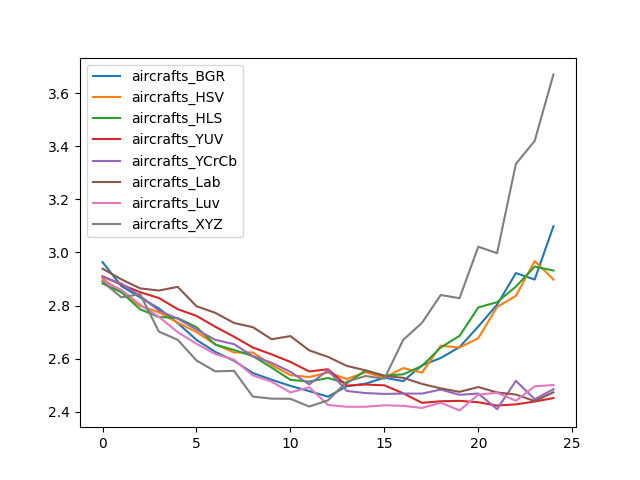 aircrafts_BGR
aircrafts_HSV
aircrafts_HLS
aircrafts_YUV
aircrafts_YCrCb
aircrafts_Lab
aircrafts_Luv
aircrafts_XYZ
3.6
3.4
3.2
3.0
2.8
2.6
2.4
0 5 10 15 20 25